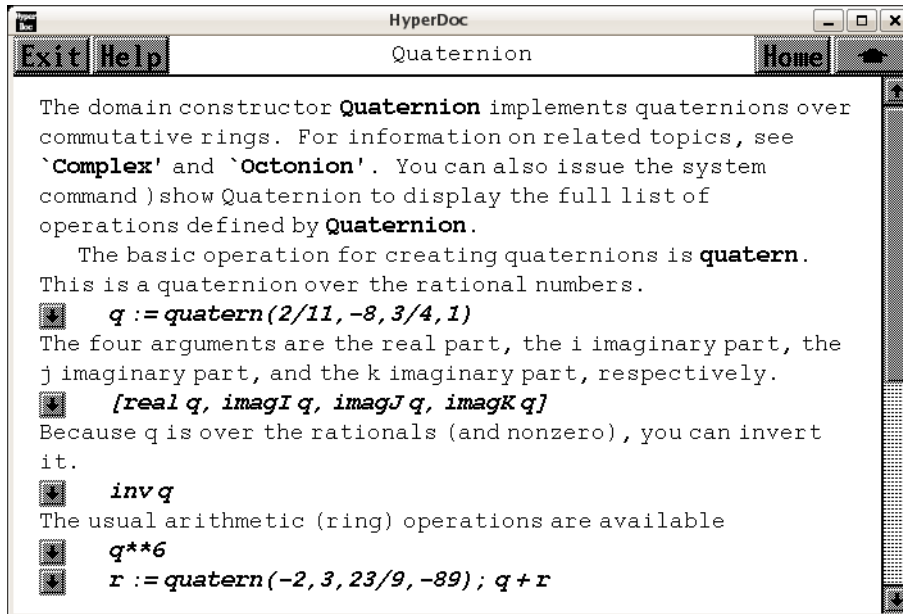 Hyper Doc
HyperDoc
Exit Help Quaternion Home
The domain constructor Quaternion implements quaternions over
commutative rings. For information on related topics, see
`Complex' and `Octonion'. You can also issue the system
command )show Quaternion to display the full list of
operations defined by Quaternion.
The basic operation for creating quaternions is quatern.
This is a quaternion over the rational numbers.
q := quatern(2/11,-8,3/4,1)
The four arguments are the real part, the i imaginary part, the
j imaginary part, and the k imaginary part, respectively.
[real q, imagI q, imagJ q, imagK q]
Because q is over the rationals (and nonzero), you can invert
it.
inv q
The usual arithmetic (ring) operations are available
q**6
r := quatern(-2,3,23/9,-89); q + r